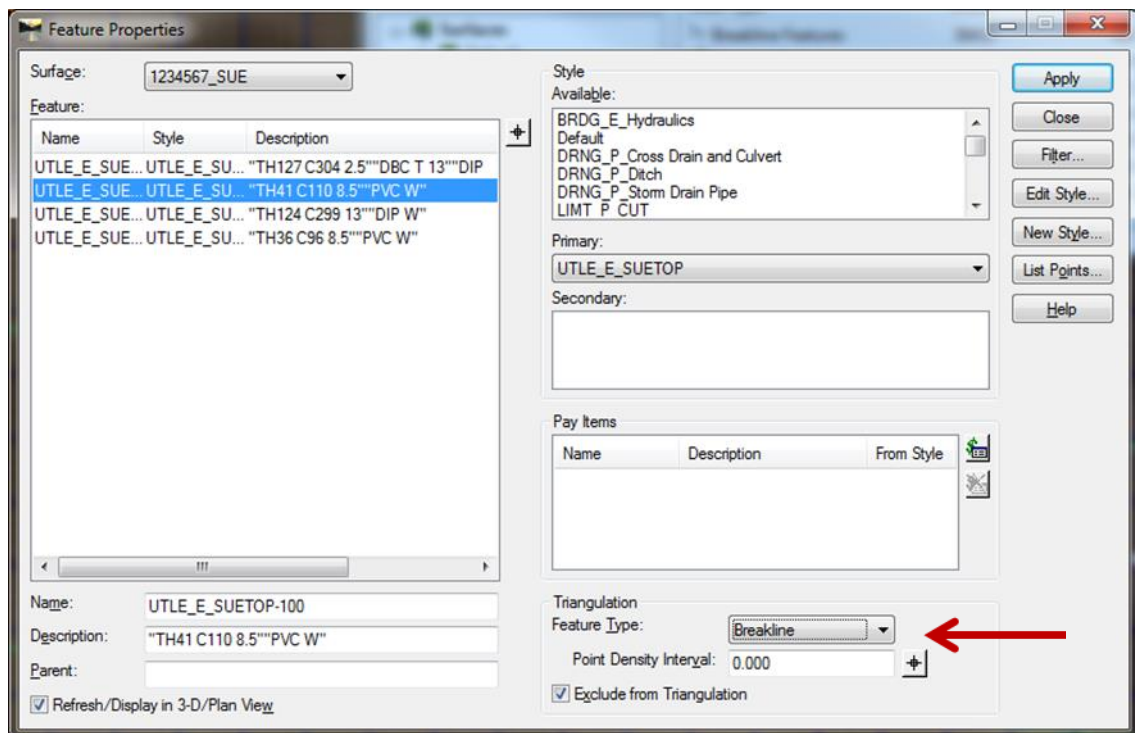 Feature Properties
Surface: 1234567_SUE
Feature:
Name Style Description
UTLE_E_SUE... UTLE_E_SU... "TH127 C304 2.5""DBC T 13""DIP
UTLE_E_SUE... UTLE_E_SU... "TH41 C110 8.5""PVC W"
UTLE_E_SUE... UTLE_E_SU... "TH124 C299 13""DIP W"
UTLE_E_SUE... UTLE_E_SU... "TH36 C96 8.5""PVC W"
Name: UTLE_E_SUETOP-100
Description: "TH41 C110 8.5""PVC W"
Parent:
Refresh/Display in 3-D/Plan View
Style
Available:
BRDG_E_Hydraulics
Default
DRNG_P_Cross Drain and Culvert
DRNG_P_Ditch
DRNG_P_Storm Drain Pipe
LIMT_P_CUT
Primary:
UTLE_E_SUETOP
Secondary:
Pay Items
Name Description From Style
Triangulation
Feature Type: Breakline
Point Density Interval: 0.000
Exclude from Triangulation
Apply
Close
Filter...
Edit Style...
New Style...
List Points...
Help